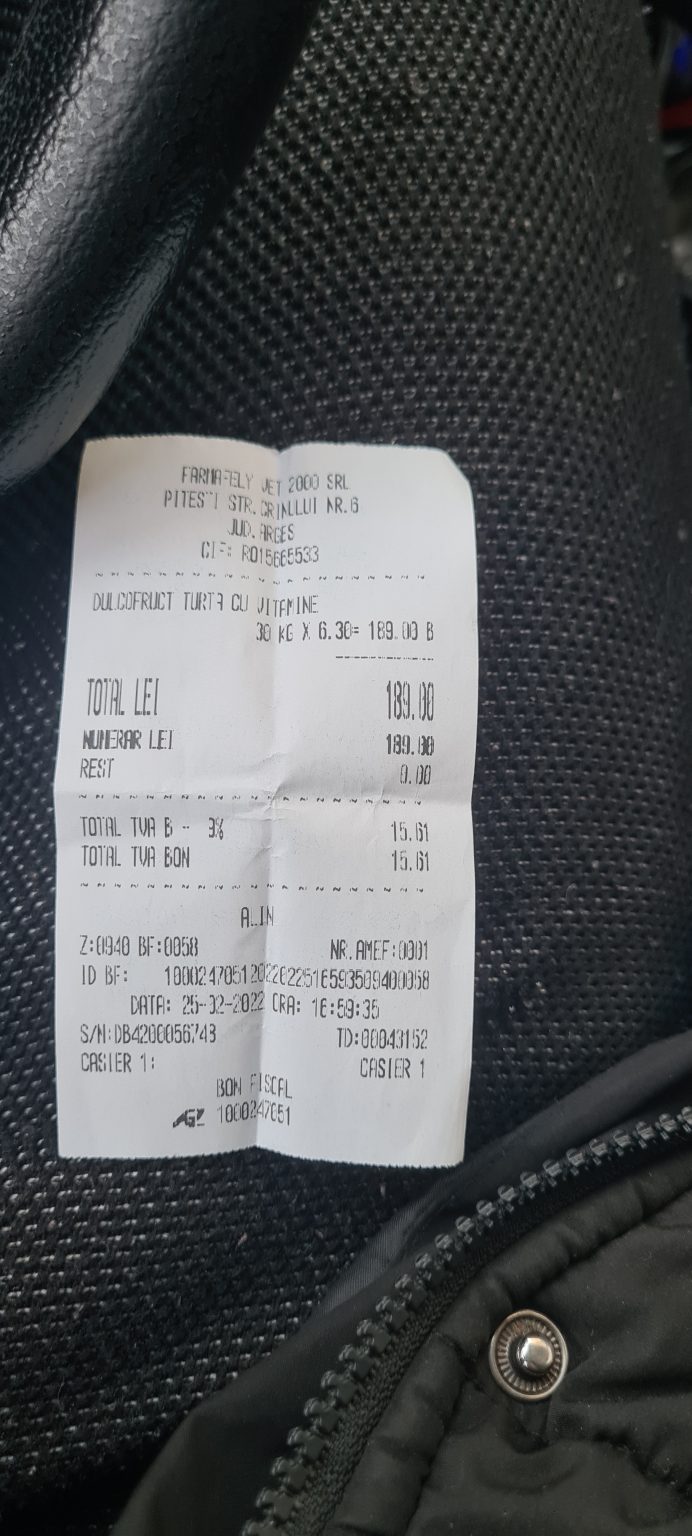 FARMAFELY JET 2000 SRL
PITESTI STR.CRINULUI NR.6
JUD.ARGES
CIF: RO15665533
DULCOFRUCT TURTA CU VITAMINE
30 KG X 6.30= 189.00 B
TOTAL LEI 189.00
NUMERAR LEI 189.00
REST 0.00
TOTAL TVA B - 9% 15.61
TOTAL TVA BON 15.61
ALIN
Z:0940 BF:0058 NR.AMEF:0001
ID BF: 10002470512022022516593509400058
DATA: 25-02-2022 ORA: 16:59:35
S/N:DB4200056743 TD:00043152
CASIER 1: CASIER 1
BON FISCAL
1000247051